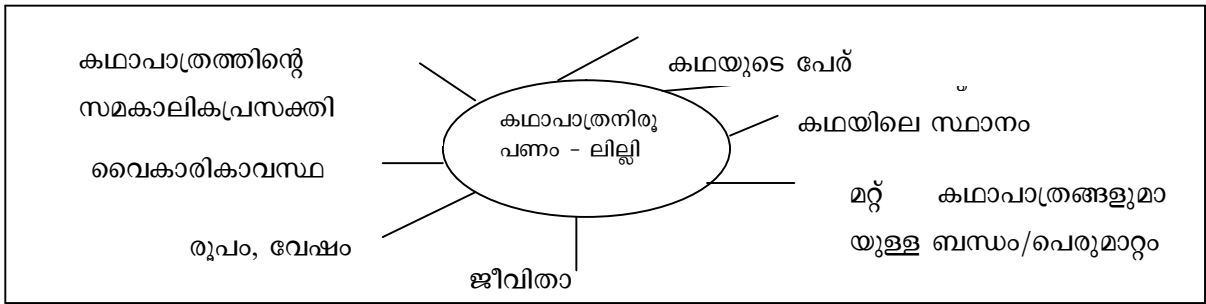 കഥാപാത്രത്തിന്റെ
സമകാലികപ്രസക്തി
വൈകാരികാവസ്ഥ
രൂപം, വേഷം
ജീവിതാ
കഥാപാത്രനിരൂ
പണം - ലില്ലി
കഥയുടെ പേര്
കഥയിലെ സ്ഥാനം
മറ്റ് കഥാപാത്രങ്ങളുമാ
യുള്ള ബന്ധം/പെരുമാറ്റം